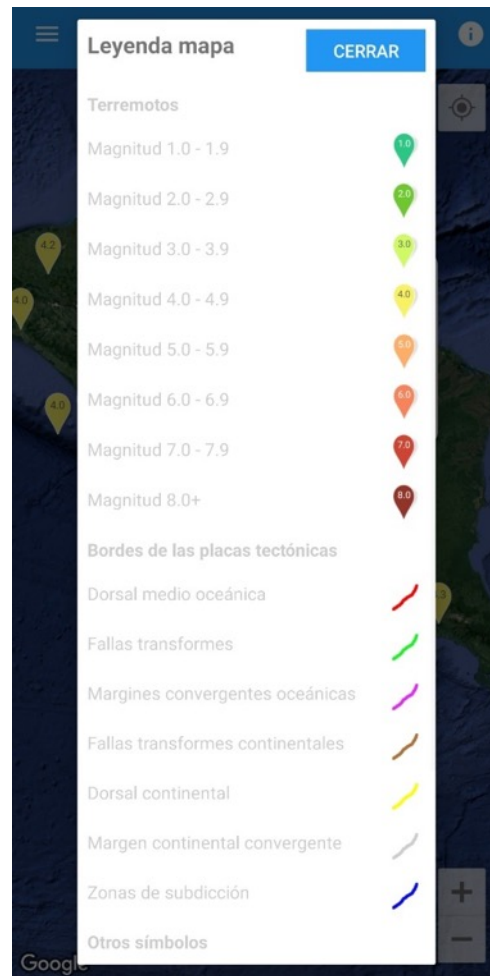 Leyenda mapa
CERRAR
Terremotos
Magnitud 1.0 - 1.9
1.0
Magnitud 2.0 - 2.9
2.0
Magnitud 3.0 - 3.9
3.0
Magnitud 4.0 - 4.9
4.0
Magnitud 5.0 - 5.9
5.0
Magnitud 6.0 - 6.9
6.0
Magnitud 7.0 - 7.9
7.0
Magnitud 8.0+
8.0
4.2
4.0
4.0
Bordes de las placas tectónicas
Dorsal medio oceánica
Fallas transformes
Margines convergentes oceánicas
Fallas transformes continentales
Dorsal continental
Margen continental convergente
Zonas de subdicción
Otros símbolos
Google